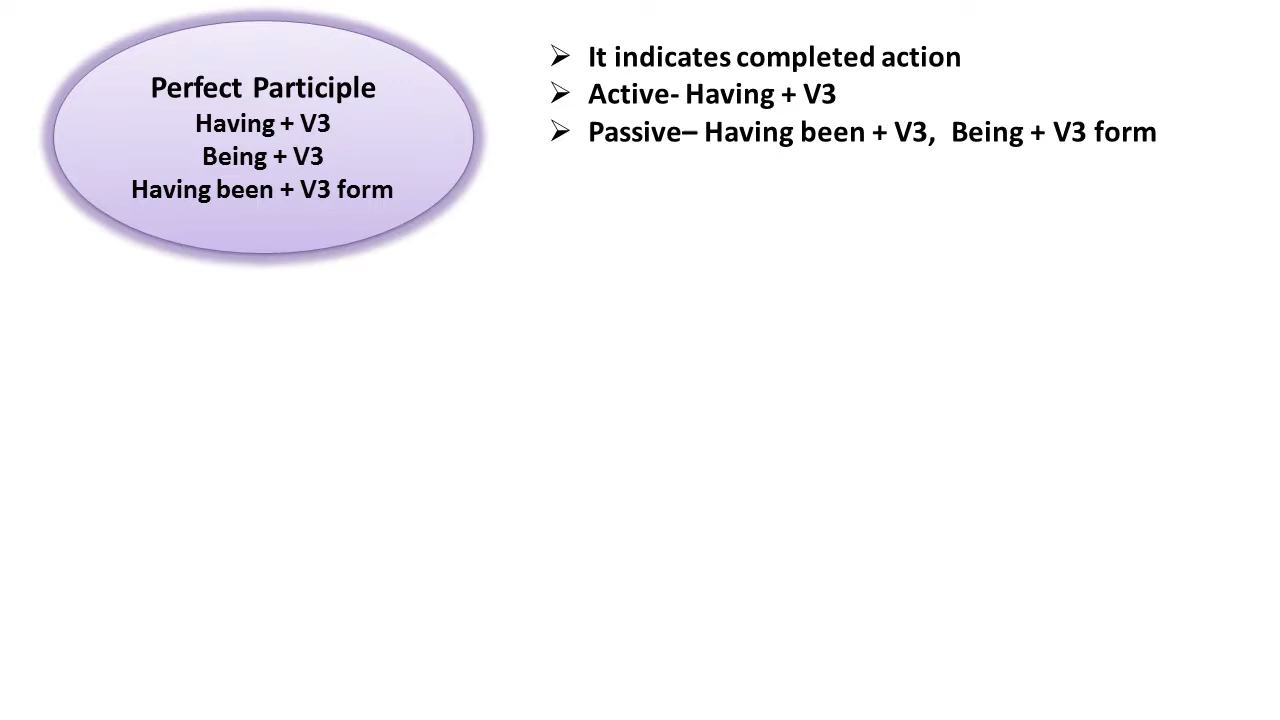 Perfect Participle
Having + V3
Being + V3
Having been + V3 form
➢ It indicates completed action
➢ Active- Having + V3
➢ Passive– Having been + V3, Being + V3 form